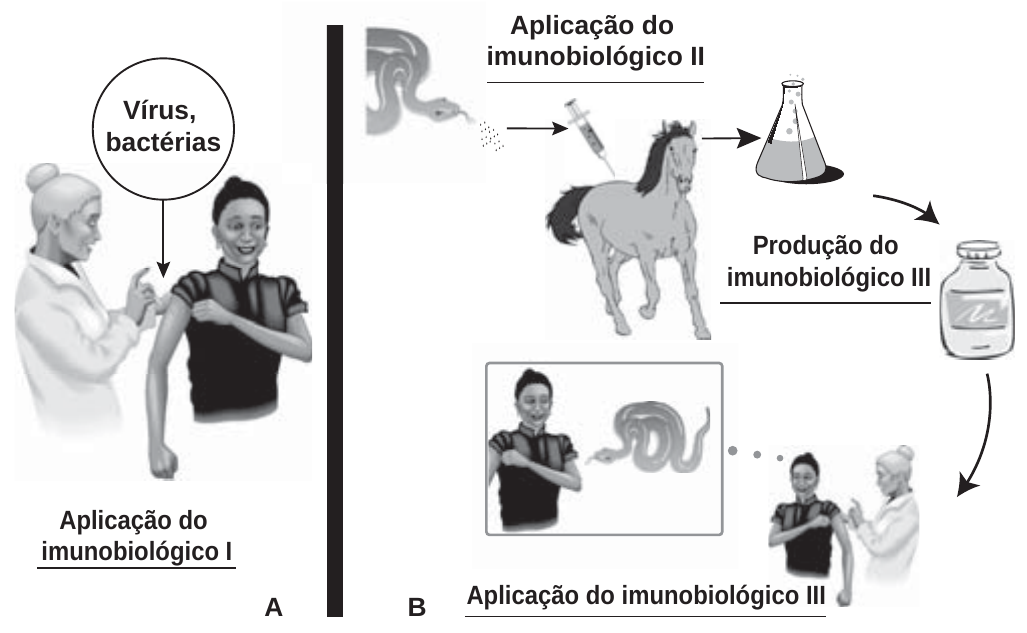 Vírus,
bactérias
Aplicação do
imunobiológico I
A
Aplicação do
imunobiológico II
Produção do
imunobiológico III
Aplicação do imunobiológico III
B